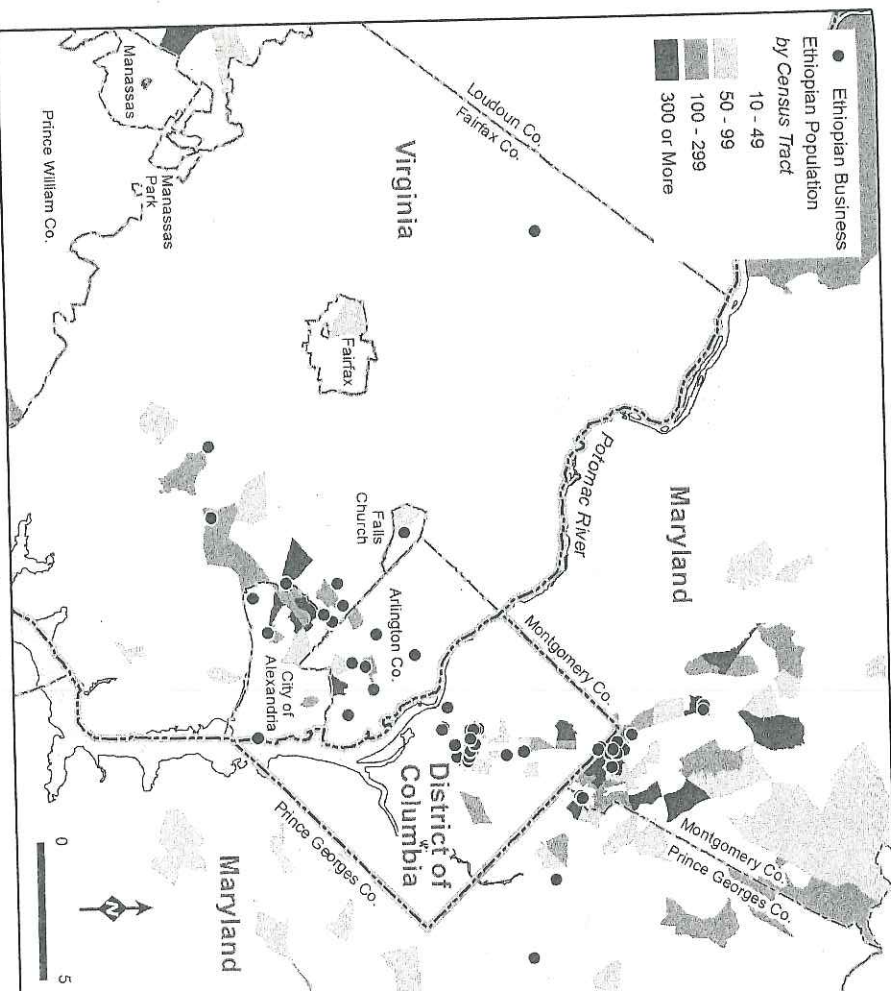 Ethiopian Business
Ethiopian Population
by Census Tract
10 - 49
50 - 99
100 - 299
300 or More
Loudoun Co.
Fairfax Co.
Virginia
Maryland
Potomac River
Manassas
Manassas
Park
Prince William Co.
Fairfax
Falls
Church
Arlington Co.
Montgomery Co.
Montgomery Co.
Prince Georges Co.
City of
Alexandria
District of
Columbia
Prince Georges Co.
Maryland
0
5
N